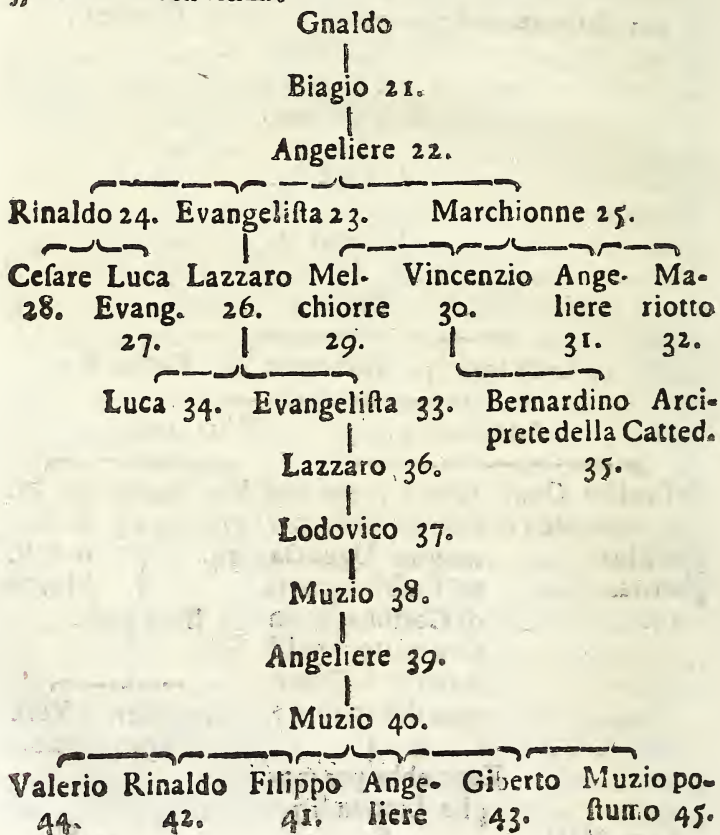 Gnaldo
Biagio 21.
Angeliere 22.
Rinaldo 24. Evangeliſta 23. Marchionne 25.
Ceſare Luca Lazzaro Mel- Vincenzio Ange- Ma-
28. Evang. 26. chiorre 30. liere riotto
27. 29. 31. 32.
Luca 34. Evangeliſta 33. Bernardino Arci-
prete della Catted.
Lazzaro 36. 35.
Lodovico 37.
Muzio 38.
Angeliere 39.
Muzio 40.
Valerio Rinaldo Filippo Ange- Giberto Muzio po-
44. 42. 41. liere 43. ſtumo 45.